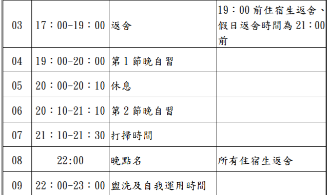 19:00前住宿生返舍、
03 17:00-19:00 返舍 假日返舍時間為21:00
前
04 19:00-20:00 第1節晚自習
05 20:00-20:10 休息
06 20:10-21:10 第2節晚自習
07 21:10-21:30 打掃時間
08 22:00 晚點名 所有住宿生返舍
09 22:00-23:00 盥洗及自我運用時間